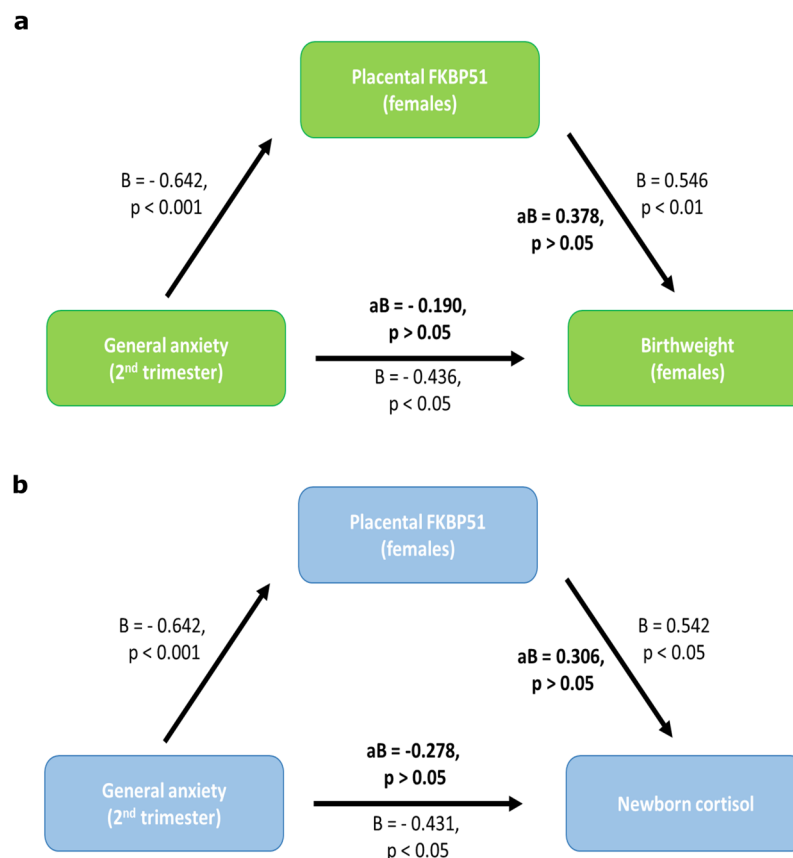 a
Placental FKBP51
(females)
B = - 0.642,
p < 0.001
B = 0.546
p < 0.01
aB = 0.378,
p > 0.05
aB = - 0.190,
p > 0.05
General anxiety
(2nd trimester)
Birthweight
(females)
B = - 0.436,
p < 0.05
b
Placental FKBP51
(females)
B = - 0.642,
p < 0.001
B = 0.542
p < 0.05
aB = 0.306,
p > 0.05
aB = -0.278,
p > 0.05
General anxiety
(2nd trimester)
Newborn cortisol
B = - 0.431,
p < 0.05